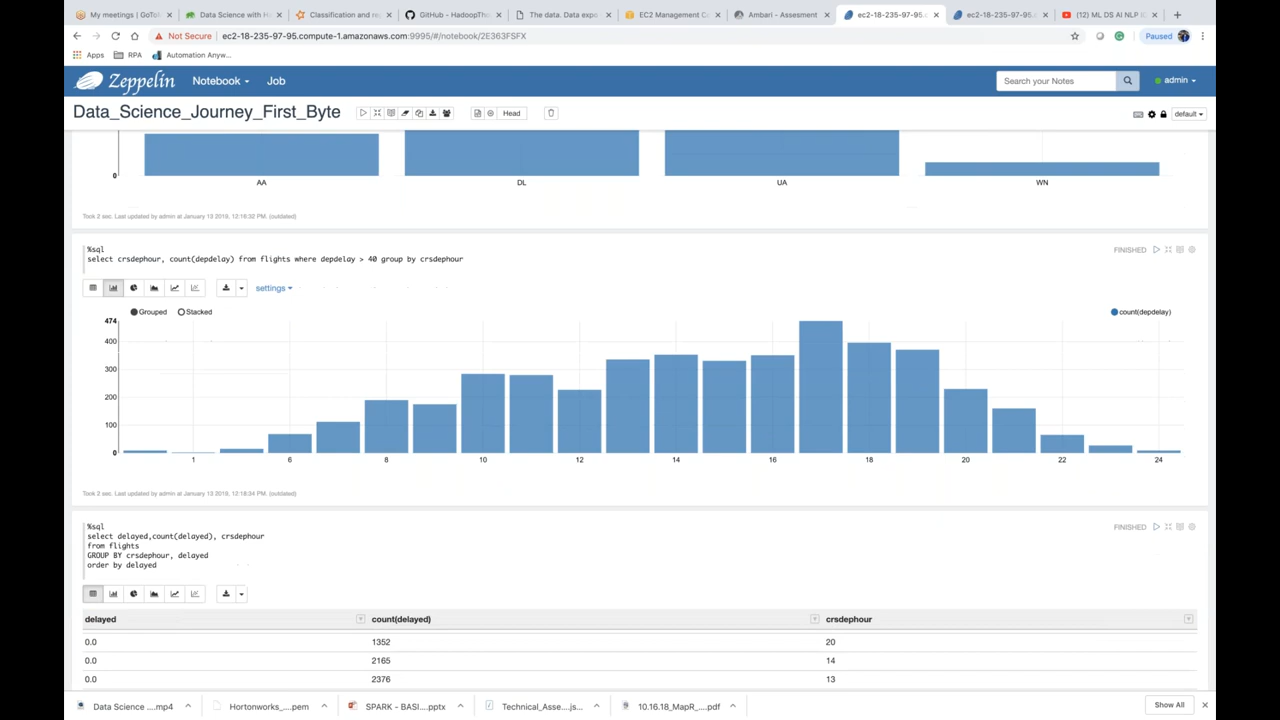 My meetings | GoTo
Data Science with H
Classification and re
GitHub - HadoopTho
The data. Data expo
EC2 Management Co
Ambari - Assesment
ec2-18-235-97-95.c
ec2-18-235-97-95.
(12) ML DS AI NLP
Not Secure
ec2-18-235-97-95.compute-1.amazonaws.com:9995/#/notebook/2E363FSFX
Paused
Apps
RPA
Automation Anyw...
Zeppelin
Notebook
Job
Search your Notes
admin
Data_Science_Journey_First_Byte
Head
default
0
AA
DL
UA
WN
Took 2 sec. Last updated by admin at January 13 2019, 12:16:32 PM. (outdated)
%sql
FINISHED
select crsdephour, count(depdelay) from flights where depdelay > 40 group by crsdephour
settings
Grouped
Stacked
count(depdelay)
474
400
300
200
100
0
1
6
8
10
12
14
16
18
20
22
24
Took 2 sec. Last updated by admin at January 13 2019, 12:16:34 PM. (outdated)
%sql
FINISHED
select delayed,count(delayed), crsdephour
from flights
GROUP BY crsdephour, delayed
order by delayed
delayed
count(delayed)
crsdephour
0.0
1352
20
0.0
2165
14
0.0
2376
13
Data Science ....mp4
Hortonworks_....pem
SPARK - BASI....pptx
Technical_Asse....js...
10.16.18_MapR_....pdf
Show All